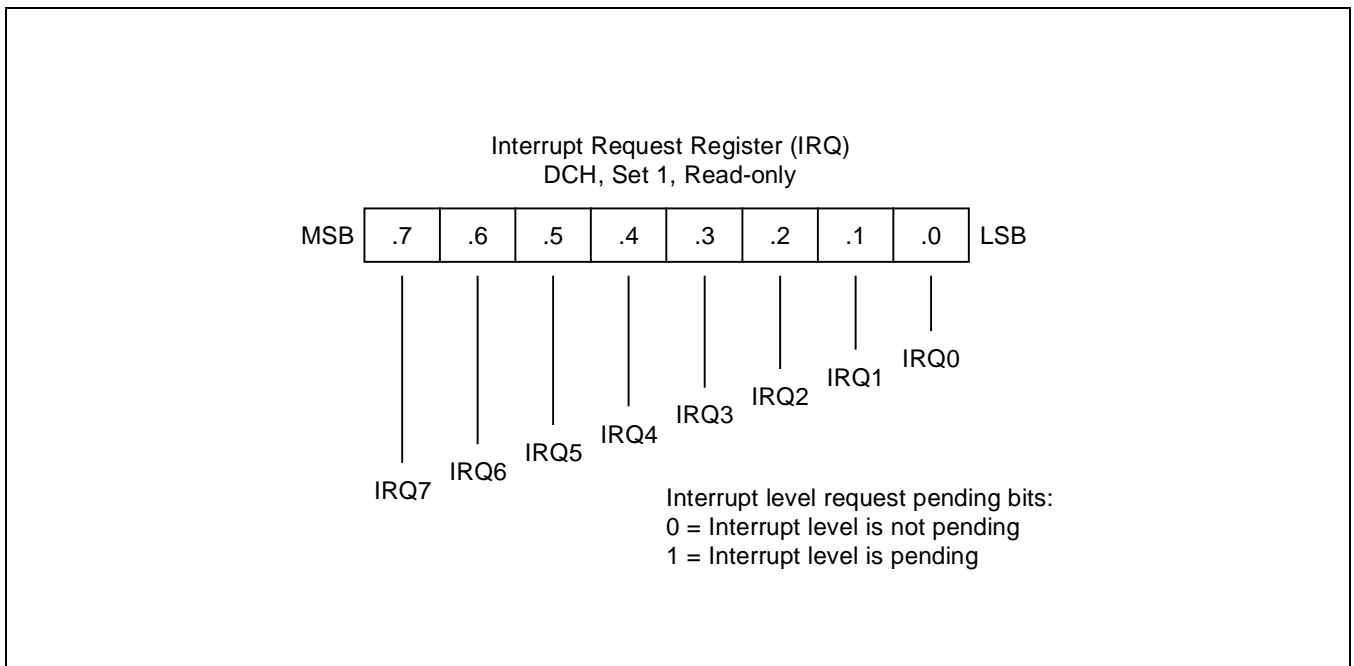 Interrupt Request Register (IRQ)
DCH, Set 1, Read-only
MSB .7 .6 .5 .4 .3 .2 .1 .0 LSB
IRQ0
IRQ1
IRQ2
IRQ3
IRQ4
IRQ5
IRQ6
IRQ7
Interrupt level request pending bits:
0 = Interrupt level is not pending
1 = Interrupt level is pending